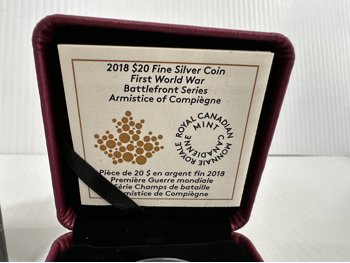 2018 $20 Fine Silver Coin
First World War
Battlefront Series
Armistice of Compiègne
ROYAL CANADIAN MINT
MONNAIE ROYALE CANADIENNE
Pièce de 20 $ en argent fin 2018
Première Guerre mondiale
Série Champs de bataille
Armistice de Compiègne